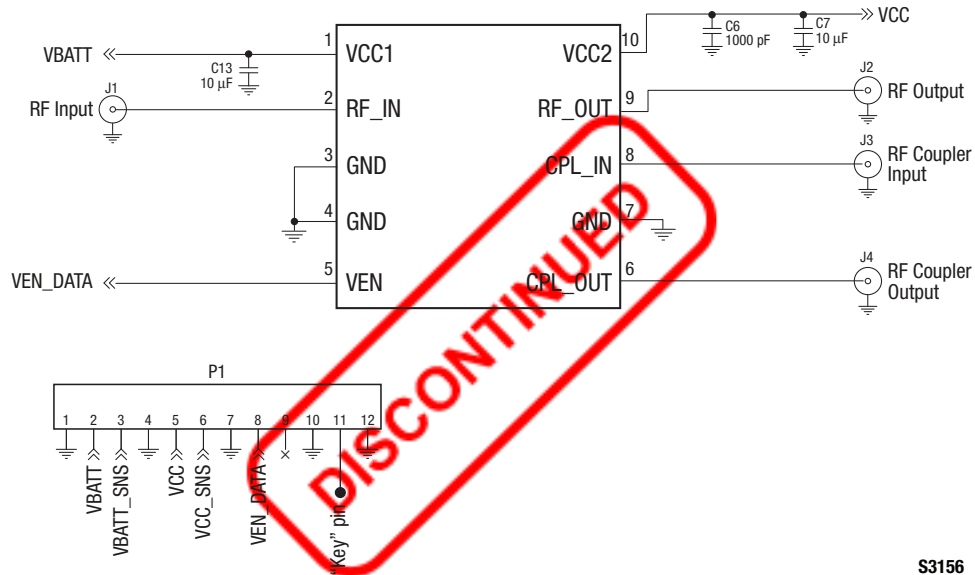 VBATT
C13
10 µF
1
VCC1
VCC2
10
C6
1000 pF
C7
10 µF
VCC
J1
RF Input
2
RF_IN
RF_OUT
9
J2
RF Output
3
GND
CPL_IN
8
J3
RF Coupler
Input
4
GND
GND
7
VEN_DATA
5
VEN
CPL_OUT
6
J4
RF Coupler
Output
DISCONTINUED
P1
1 2 3 4 5 6 7 8 9 10 11 12
VBATT
VBATT_SNS
VCC
VCC_SNS
VEN_DATA
"Key" pin
S3156